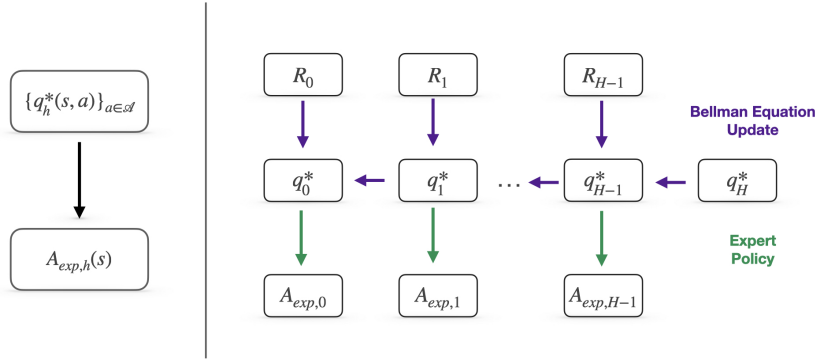 {q*_h(s, a)}_{a∈𝒜}
A_{exp,h}(s)
R_0 R_1 R_{H−1}
Bellman Equation
Update
q*_0 q*_1 … q*_{H−1} q*_H
Expert
Policy
A_{exp,0} A_{exp,1} A_{exp,H−1}